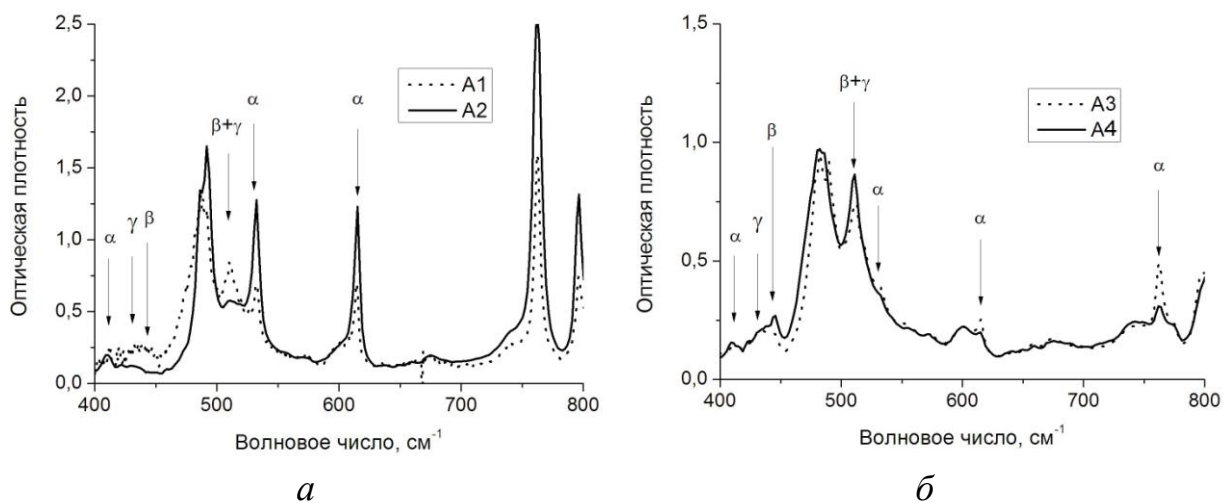 2,5
2,0
1,5
1,0
0,5
0,0
Оптическая плотность
A1
A2
α
γ
β
β+γ
α
α
400
500
600
700
800
Волновое число, см-1
а
1,5
1,0
0,5
0,0
Оптическая плотность
A3
A4
α
γ
β
β+γ
α
α
α
400
500
600
700
800
Волновое число, см-1
б